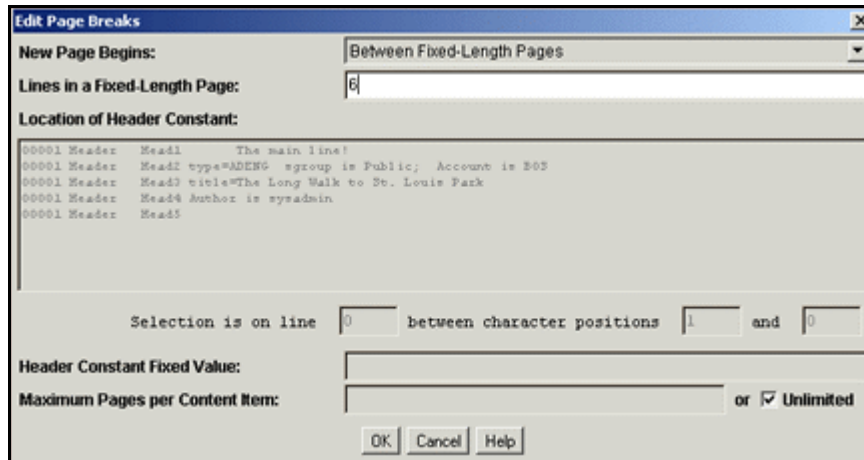 Edit Page Breaks
New Page Begins: Between Fixed-Length Pages
Lines in a Fixed-Length Page: 6
Location of Header Constant:
00001 Header Head1 The main line!
00001 Header Head2 type=ADENG sgroup is Public; Account is BOS
00001 Header Head3 title=The Long Walk to St. Louis Park
00001 Header Head4 Author is sysadmin
00001 Header Head5
Selection is on line 0 between character positions 1 and 0
Header Constant Fixed Value:
Maximum Pages per Content Item: or Unlimited
OK Cancel Help